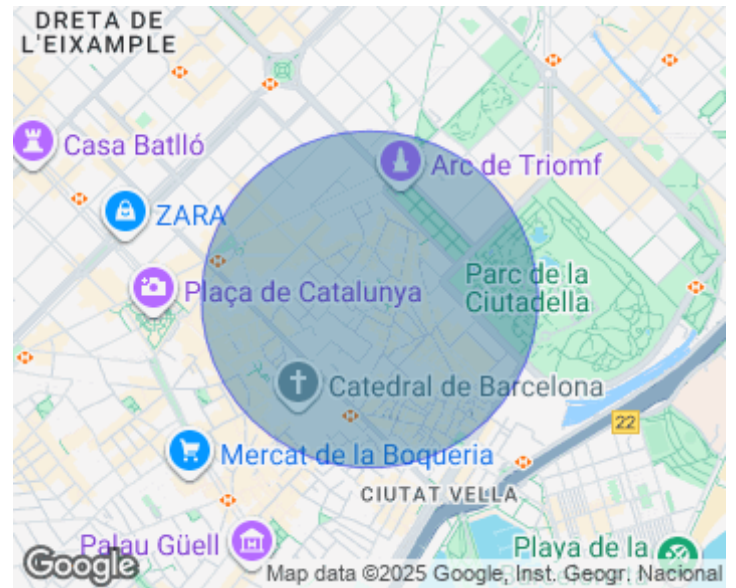 DRETA DE
L'EIXAMPLE
Casa Batlló
Arc de Triomf
ZARA
Parc de la
Ciutadella
Plaça de Catalunya
Catedral de Barcelona
22
Mercat de la Boqueria
CIUTAT VELLA
Palau Güell
Playa de la
Google
Map data ©2025 Google, Inst. Geogr. Nacional